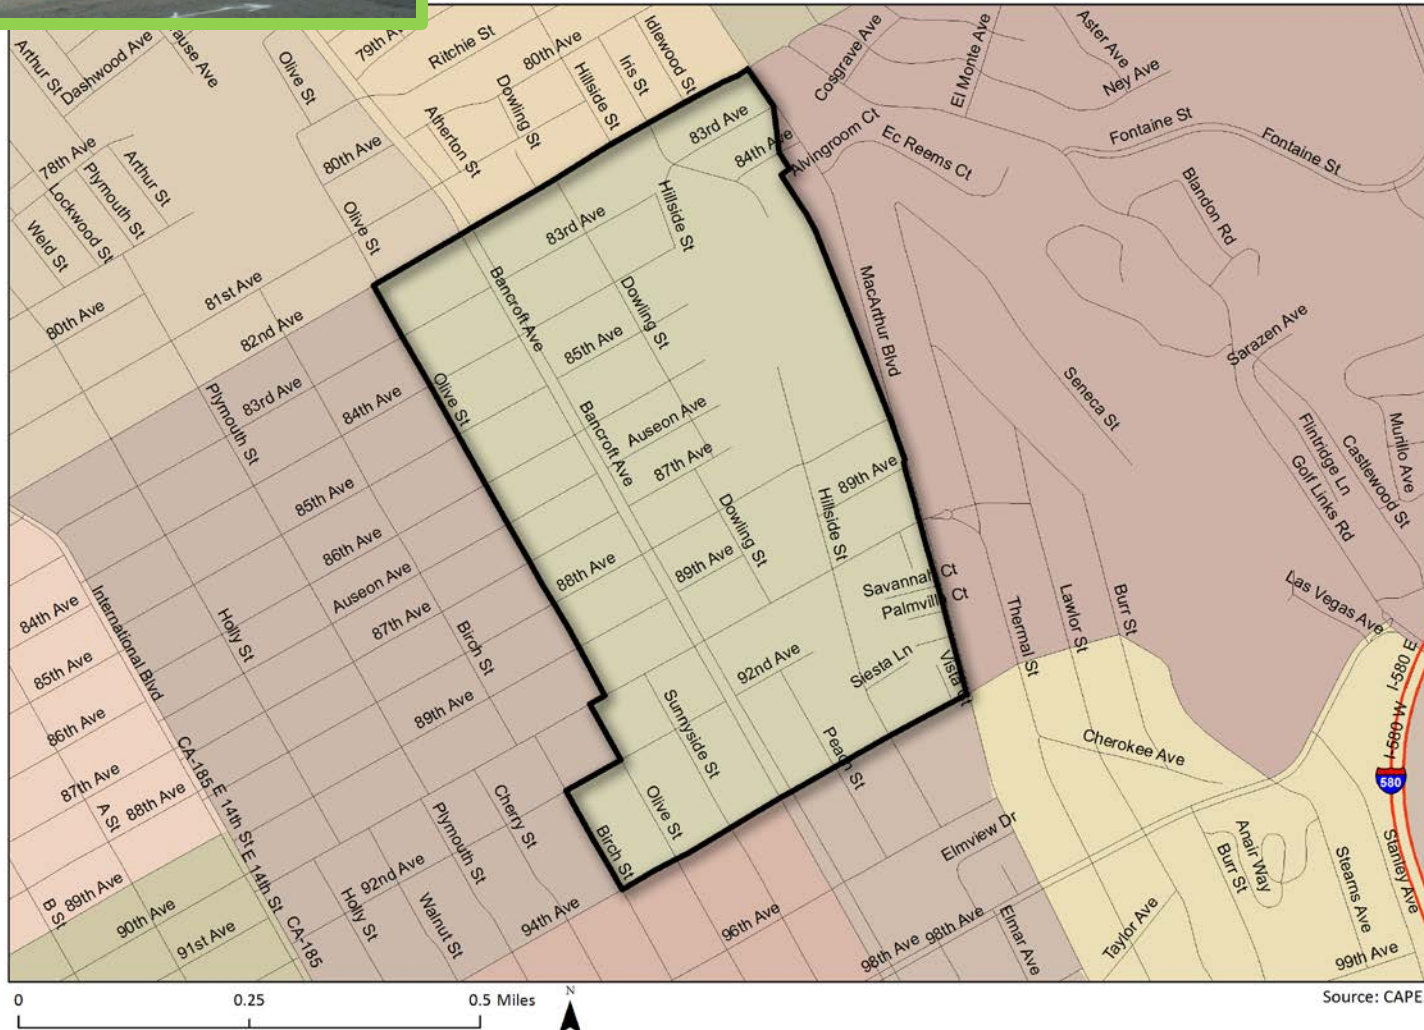 Arthur St
Dashwood Ave
Olive St
79th Ave
Ritchie St
80th Ave
Idlewood St
Iris St
Hillside St
Dowling St
Atherton St
Cosgrave Ave
El Monte Ave
Aster Ave
Ney Ave
Fontaine St
Fontaine St
78th Ave
Arthur St
Plymouth St
Lockwood St
Weld St
80th Ave
Olive St
83rd Ave
84th Ave
Alvingroom Ct
Ec Reems Ct
Blandon Rd
80th Ave
81st Ave
82nd Ave
83rd Ave
Hillside St
Bancroft Ave
Dowling St
85th Ave
MacArthur Blvd
Sarazen Ave
Seneca St
83rd Ave
84th Ave
Plymouth St
Olive St
Bancroft Ave
Auseon Ave
87th Ave
Flintridge Ln
Golf Links Rd
Castlewood St
Murillo Ave
85th Ave
86th Ave
Auseon Ave
87th Ave
Dowling St
Hillside St
89th Ave
88th Ave
89th Ave
Savannah Ct
Palmville Ct
Siesta Ln
Vista Ct
Thermal St
Lawlor St
Burr St
Las Vegas Ave
84th Ave
International Blvd
Holly St
Birch St
85th Ave
86th Ave
89th Ave
92nd Ave
Sunnyside St
Peach St
Cherokee Ave
I-580 E
I-580 W
580
87th Ave
A St
88th Ave
CA-185
E 14th St
E 14th St
Plymouth St
Cherry St
Olive St
Birch St
Elmview Dr
Anair Way
Burr St
Stearns Ave
Stanley Ave
89th Ave
B St
90th Ave
91st Ave
CA-185
Holly St
92nd Ave
Walnut St
94th Ave
96th Ave
98th Ave
98th Ave
Elmar Ave
Taylor Ave
99th Ave
0
0.25
0.5 Miles
N
Source: CAPE